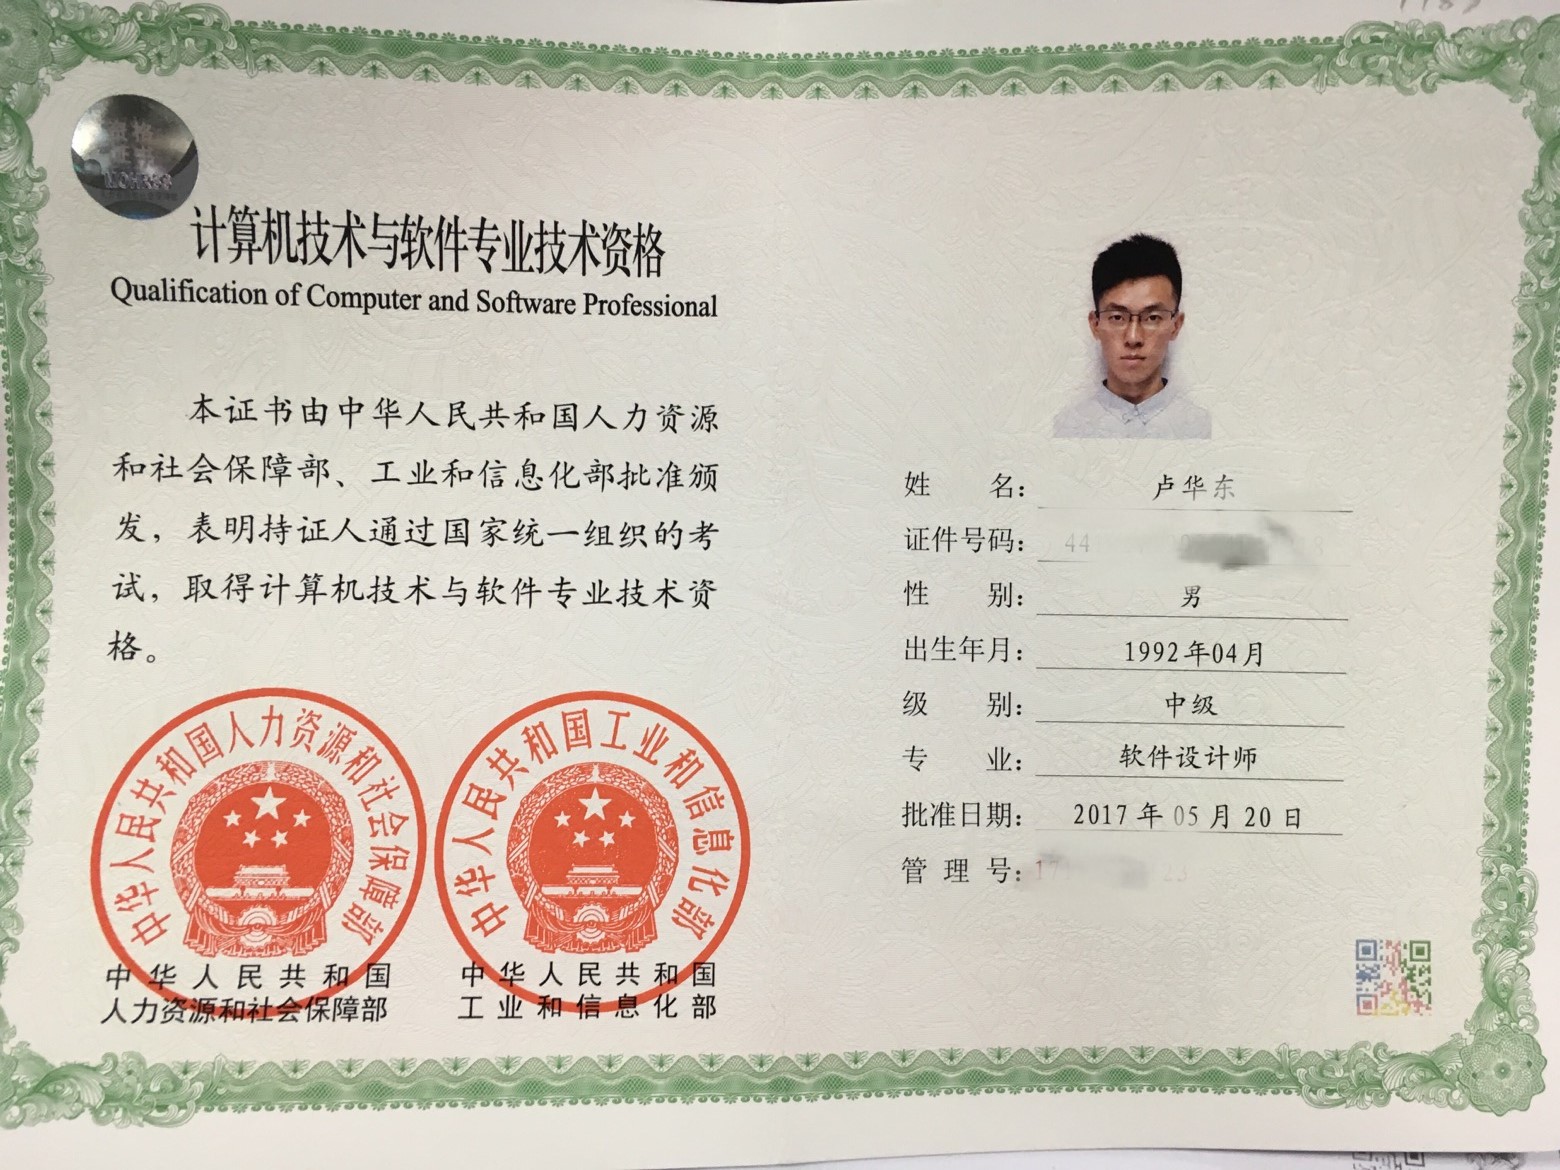 计算机技术与软件专业技术资格
Qualification of Computer and Software Professional
本证书由中华人民共和国人力资源
和社会保障部、工业和信息化部批准颁
发，表明持证人通过国家统一组织的考
试，取得计算机技术与软件专业技术资
格。
中华人民共和国人力资源和社会保障部
中华人民共和国
人力资源和社会保障部
中华人民共和国工业和信息化部
中华人民共和国
工业和信息化部
姓 名： 卢华东
证件号码： 44
性 别： 男
出生年月： 1992年04月
级 别： 中级
专 业： 软件设计师
批准日期： 2017年05月20日
管 理 号： 17 23